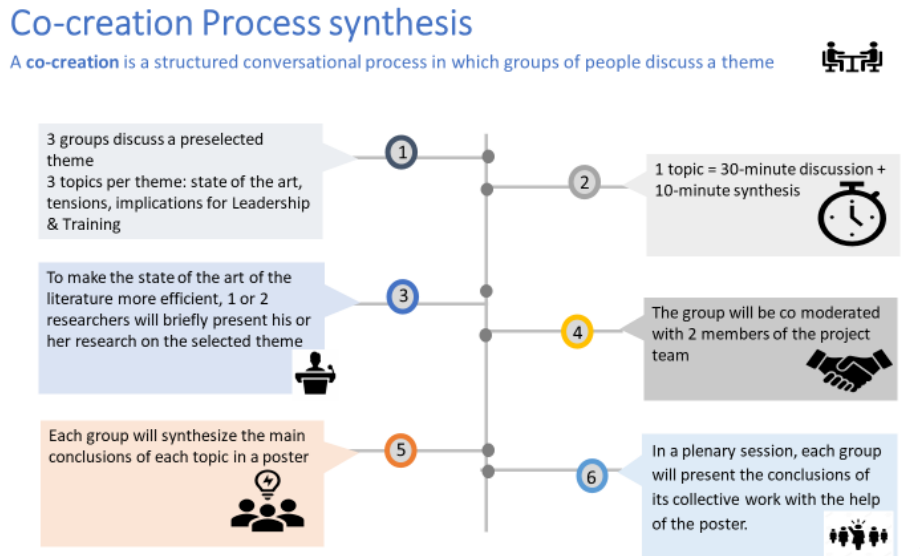 Co-creation Process synthesis
A co-creation is a structured conversational process in which groups of people discuss a theme
3 groups discuss a preselected
theme
3 topics per theme: state of the art,
tensions, implications for Leadership
& Training
1
2
1 topic = 30-minute discussion +
10-minute synthesis
To make the state of the art of the
literature more efficient, 1 or 2
researchers will briefly present his or
her research on the selected theme
3
4
The group will be co moderated
with 2 members of the project
team
Each group will synthesize the main
conclusions of each topic in a poster
5
6
In a plenary session, each group
will present the conclusions of
its collective work with the help
of the poster.